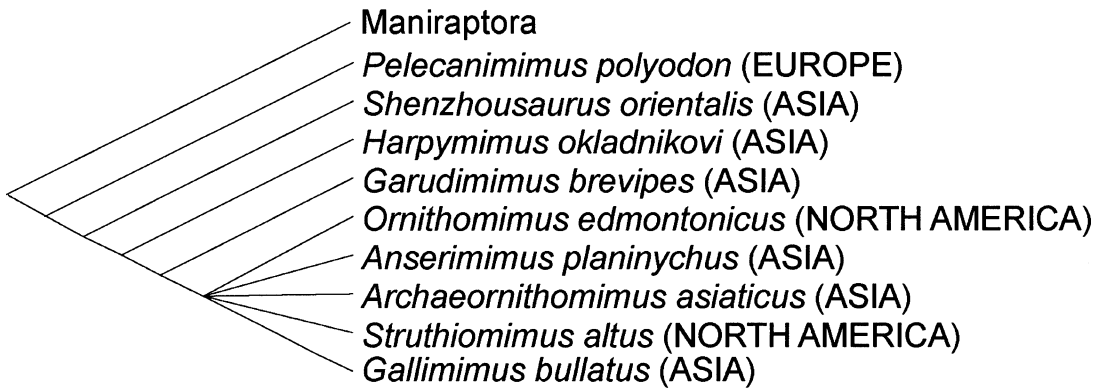 Maniraptora
Pelecanimimus polyodon (EUROPE)
Shenzhousaurus orientalis (ASIA)
Harpymimus okladnikovi (ASIA)
Garudimimus brevipes (ASIA)
Ornithomimus edmontonicus (NORTH AMERICA)
Anserimimus planinychus (ASIA)
Archaeornithomimus asiaticus (ASIA)
Struthiomimus altus (NORTH AMERICA)
Gallimimus bullatus (ASIA)